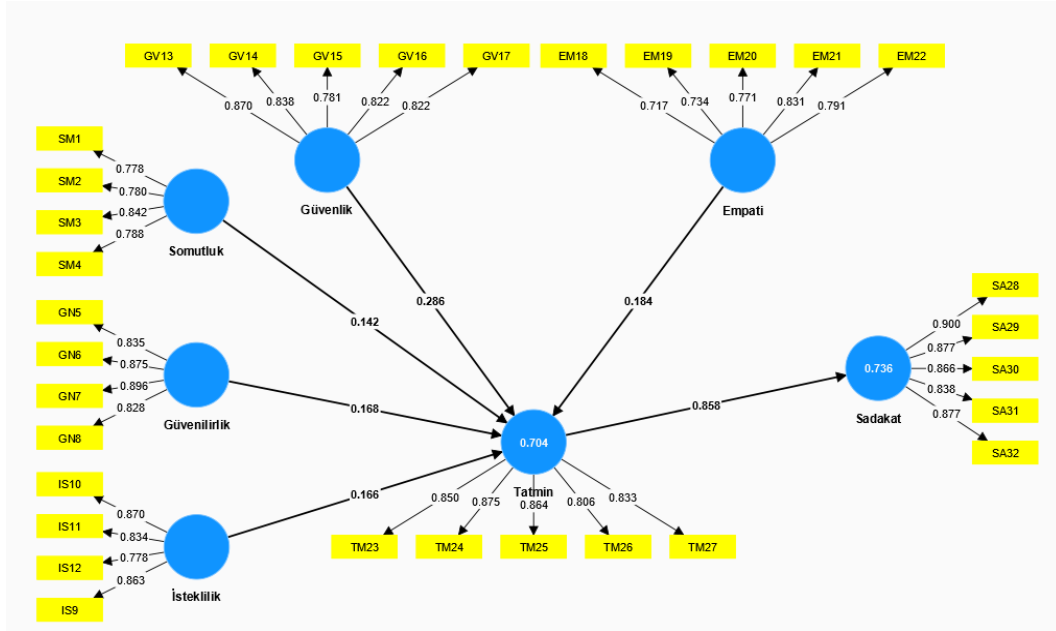 GV13 GV14 GV15 GV16 GV17 EM18 EM19 EM20 EM21 EM22
0.870 0.838 0.781 0.822 0.822 0.717 0.734 0.771 0.831 0.791
Güvenlik
Empati
SM1
SM2
SM3
SM4
0.778
0.780
0.842
0.788
Somutluk
GN5
GN6
GN7
GN8
0.835
0.875
0.896
0.828
Güvenilirlik
IS10
IS11
IS12
IS9
0.870
0.834
0.778
0.863
İsteklilik
0.286
0.184
0.142
0.168
0.166
0.858
0.704
Tatmin
0.850 0.875 0.864 0.806 0.833
TM23 TM24 TM25 TM26 TM27
0.736
Sadakat
0.900
0.877
0.866
0.838
0.877
SA28
SA29
SA30
SA31
SA32